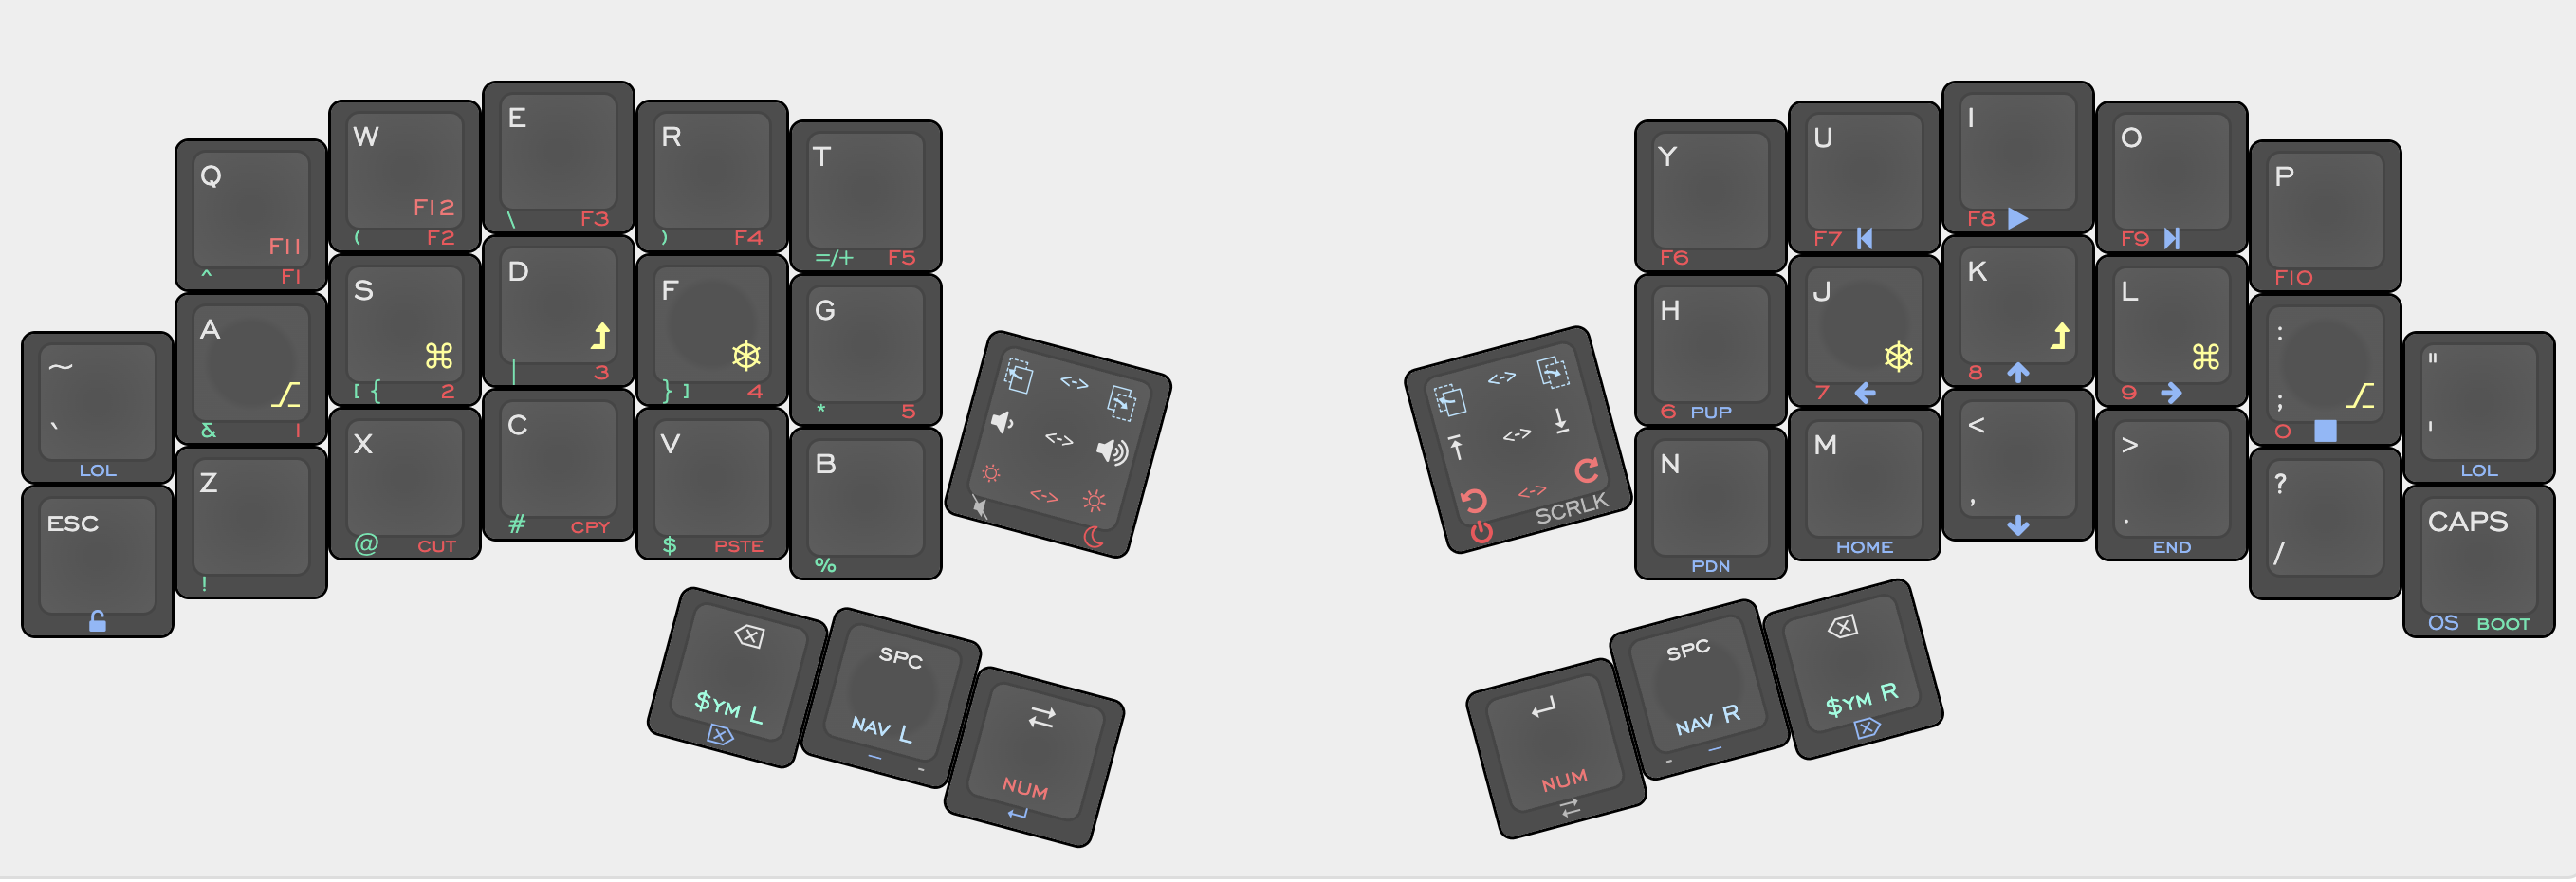 Q
F11
^ F1
W
F12
( F2
E
\ F3
R
) F4
T
=/+ F5
~
`
LOL
A
& 1
S
⌘
[ { 2
D
| 3
F
} ] 4
G
* 5
ESC
Z
!
X
@ CUT
C
# CPY
V
$ PSTE
B
%
<->
<->
<->
$YM L
SPC
NAV L
_ -
NUM
Y
F6
U
F7
I
F8
O
F9
P
F10
H
6 PUP
J
7
K
8
L
⌘
9
:
;
0
"
'
LOL
N
PDN
M
HOME
<
,
>
.
END
?
/
CAPS
OS BOOT
<->
<->
<->
SCRLK
NUM
SPC
NAV R
- _
$YM R